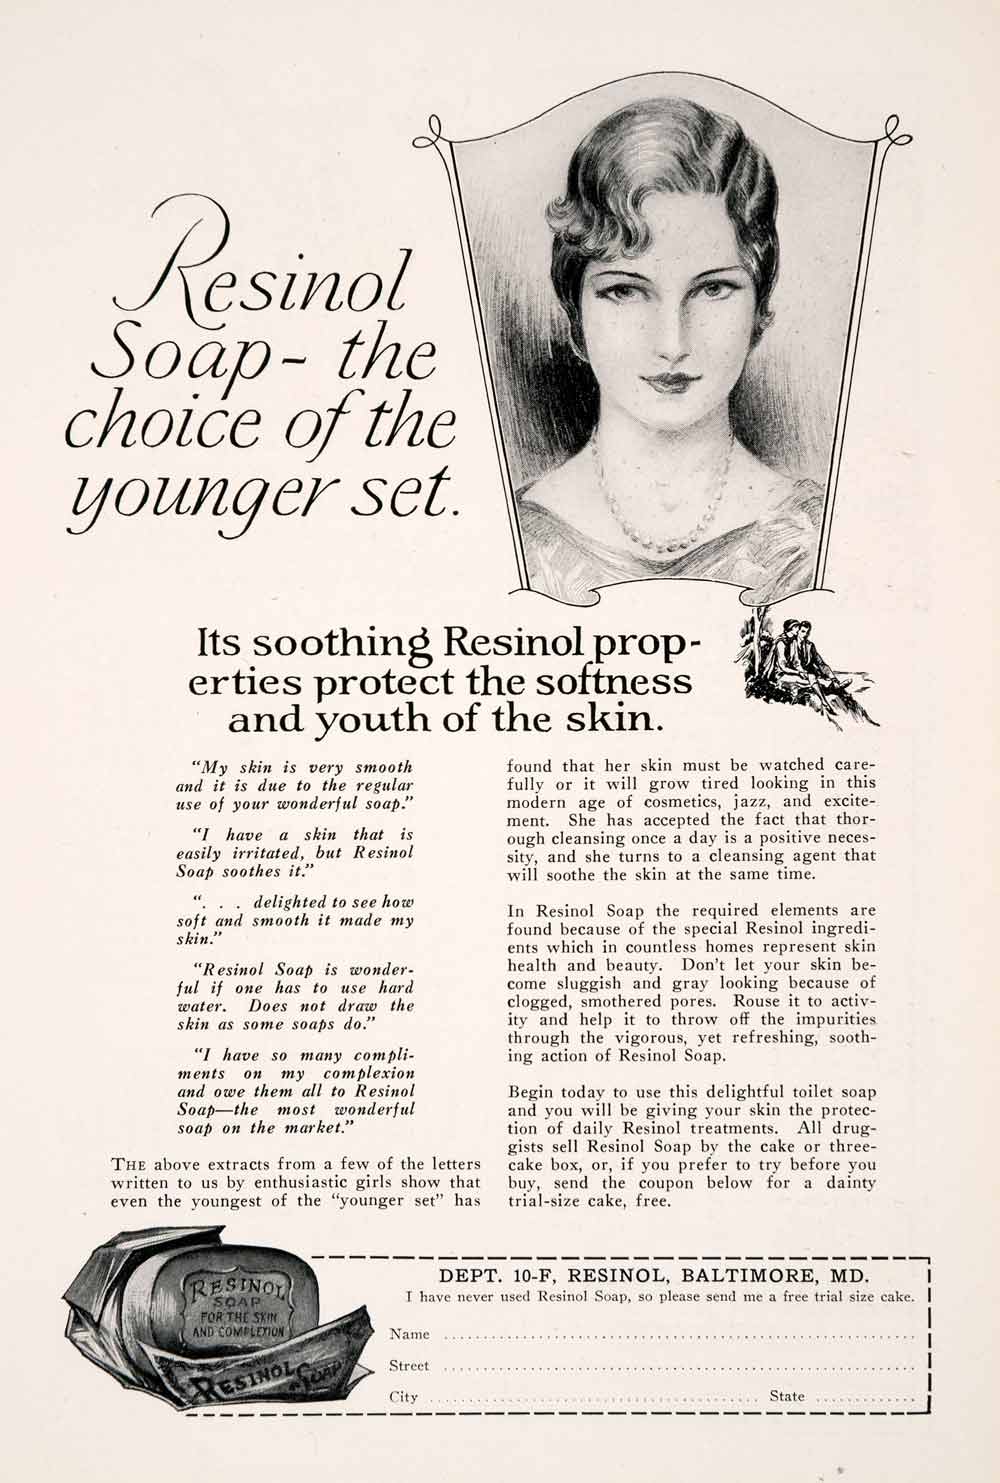 Resinol
Soap- the
choice of the
younger set.
Its soothing Resinol prop-
erties protect the softness
and youth of the skin.
"My skin is very smooth
and it is due to the regular
use of your wonderful soap."
"I have a skin that is
easily irritated, but Resinol
Soap soothes it."
". . . delighted to see how
soft and smooth it made my
skin."
"Resinol Soap is wonder-
ful if one has to use hard
water. Does not draw the
skin as some soaps do."
"I have so many compli-
ments on my complexion
and owe them all to Resinol
Soap—the most wonderful
soap on the market."
THE above extracts from a few of the letters
written to us by enthusiastic girls show that
even the youngest of the "younger set" has
found that her skin must be watched care-
fully or it will grow tired looking in this
modern age of cosmetics, jazz, and excite-
ment. She has accepted the fact that thor-
ough cleansing once a day is a positive neces-
sity, and she turns to a cleansing agent that
will soothe the skin at the same time.
In Resinol Soap the required elements are
found because of the special Resinol ingredi-
ents which in countless homes represent skin
health and beauty. Don't let your skin be-
come sluggish and gray looking because of
clogged, smothered pores. Rouse it to activ-
ity and help it to throw off the impurities
through the vigorous, yet refreshing, sooth-
ing action of Resinol Soap.
Begin today to use this delightful toilet soap
and you will be giving your skin the protec-
tion of daily Resinol treatments. All drug-
gists sell Resinol Soap by the cake or three-
cake box, or, if you prefer to try before you
buy, send the coupon below for a dainty
trial-size cake, free.
RESINOL
SOAP
FOR THE SKIN
AND COMPLEXION
RESINOL SOAP
DEPT. 10-F, RESINOL, BALTIMORE, MD.
I have never used Resinol Soap, so please send me a free trial size cake.
Name
Street
City State